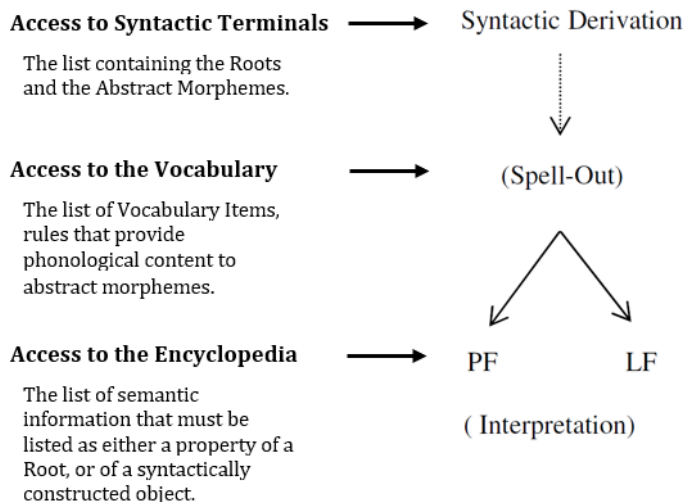 Access to Syntactic Terminals
Syntactic Derivation
The list containing the Roots
and the Abstract Morphemes.
Access to the Vocabulary
(Spell-Out)
The list of Vocabulary Items,
rules that provide
phonological content to
abstract morphemes.
Access to the Encyclopedia
PF
LF
The list of semantic
information that must be
listed as either a property of a
Root, or of a syntactically
constructed object.
( Interpretation)